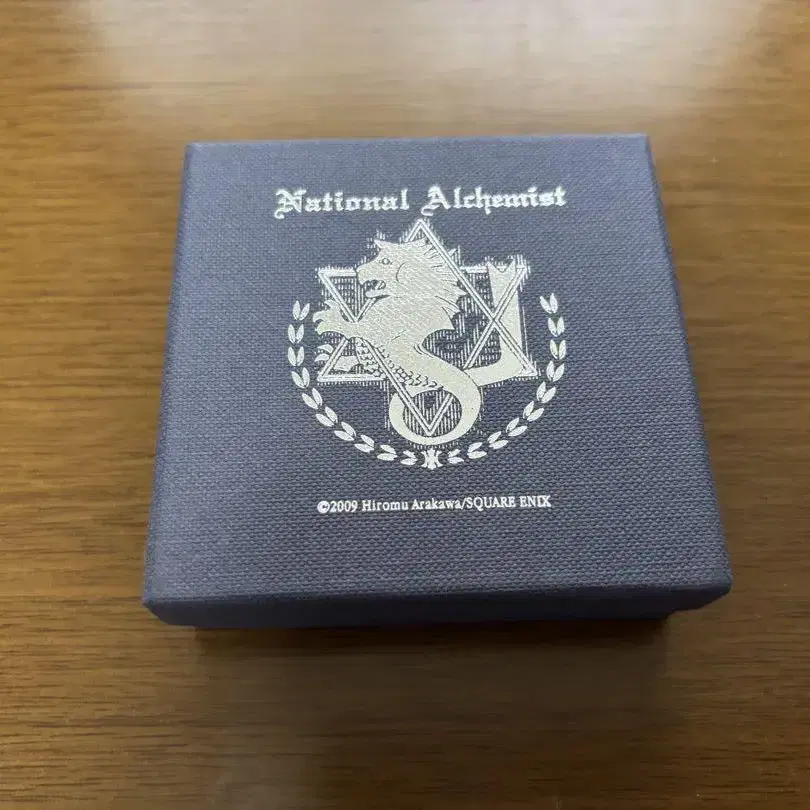 National Alchemist
©2009 Hiromu Arakawa/SQUARE ENIX